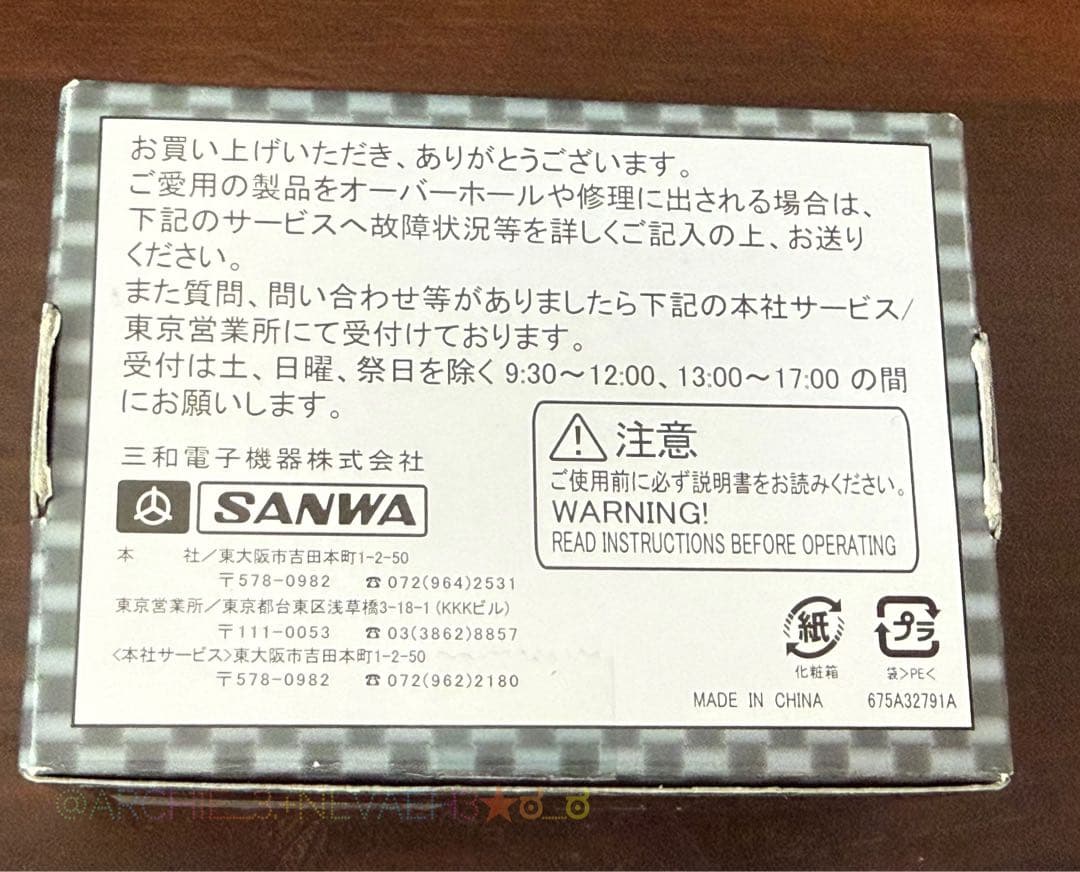 お買い上げいただき、ありがとうございます。
ご愛用の製品をオーバーホールや修理に出される場合は、
下記のサービスへ故障状況等を詳しくご記入の上、お送り
ください。
また質問、問い合わせ等がありましたら下記の本社サービス/
東京営業所にて受付けております。
受付は土、日曜、祭日を除く 9:30〜12:00、13:00〜17:00 の間
にお願いします。
三和電子機器株式会社
SANWA
本　　社／東大阪市吉田本町1-2-50
〒578-0982　☎ 072(964)2531
東京営業所／東京都台東区浅草橋3-18-1 (KKKビル)
〒111-0053　☎ 03(3862)8857
〈本社サービス〉東大阪市吉田本町1-2-50
〒578-0982　☎ 072(962)2180
注意
ご使用前に必ず説明書をお読みください。
WARNING!
READ INSTRUCTIONS BEFORE OPERATING
紙
化粧箱
プラ
袋>PE<
MADE IN CHINA
675A32791A